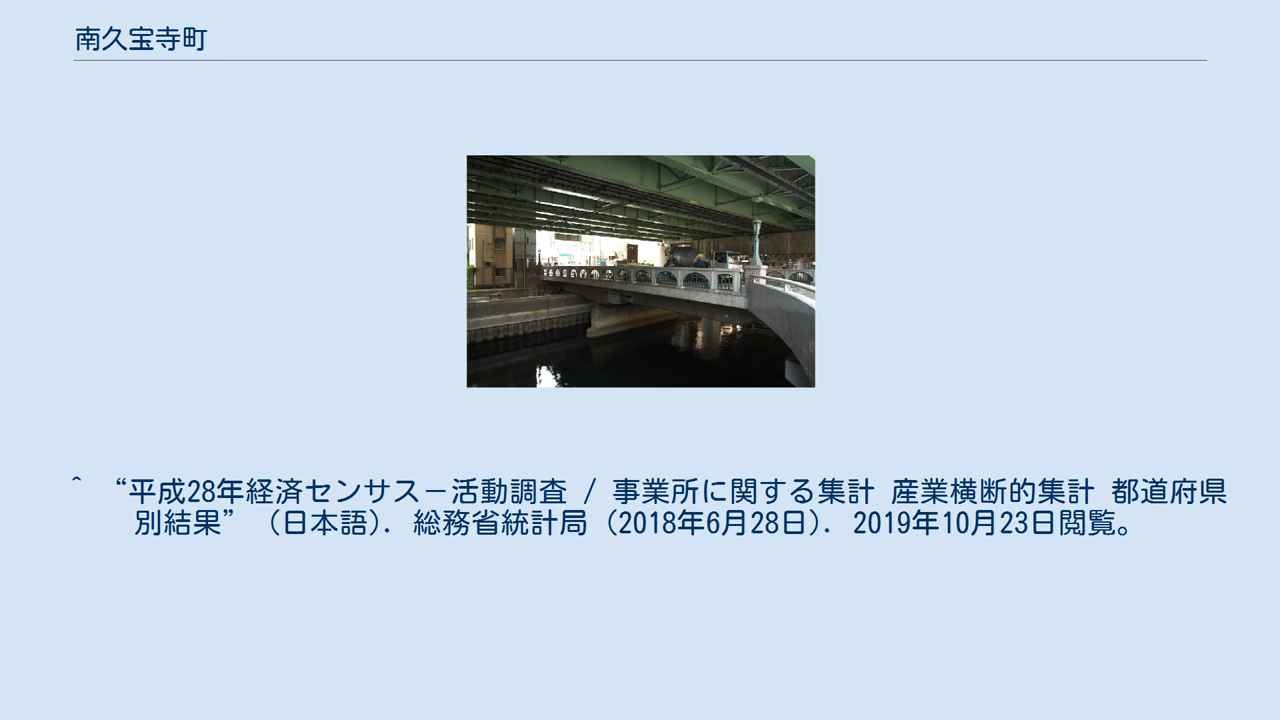 南久宝寺町
^ “平成28年経済センサス－活動調査 / 事業所に関する集計 産業横断的集計 都道府県
別結果” (日本語). 総務省統計局 (2018年6月28日). 2019年10月23日閲覧。